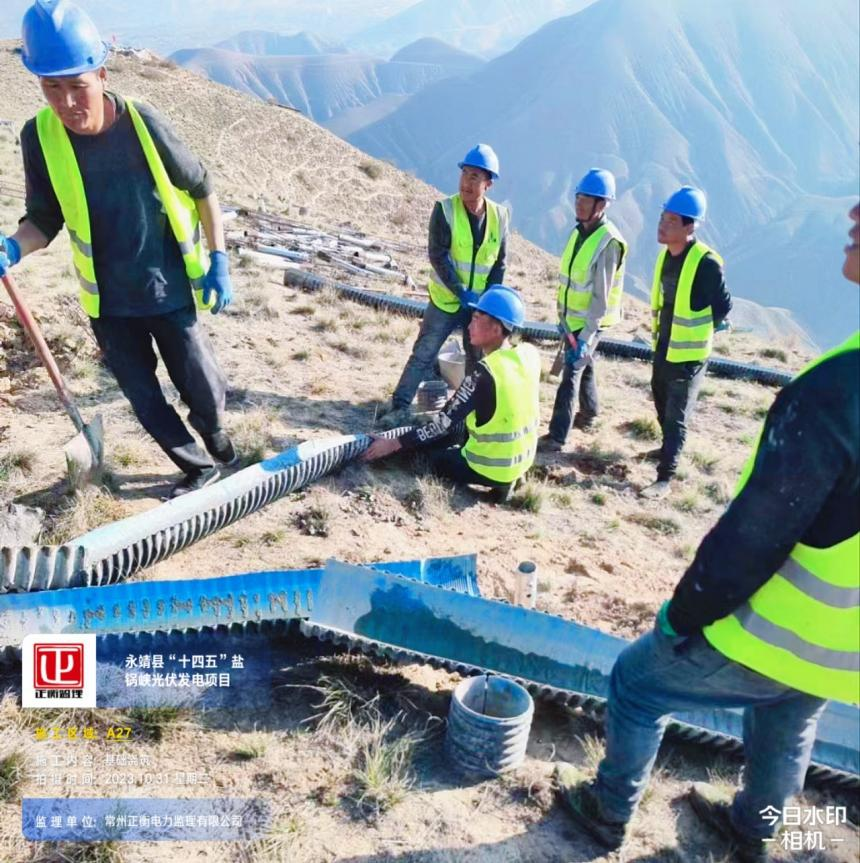 正衡监理
永靖县“十四五”盐
锅峡光伏发电项目
施工区域: A27
施工内容: 基础浇筑
拍摄时间: 2023.10.31 星期二
监理单位: 常州正衡电力监理有限公司
今日水印
相机